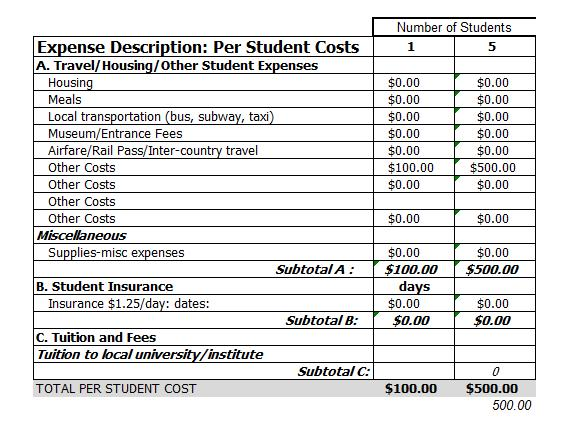 Number of Students
Expense Description: Per Student Costs 1 5
A. Travel/Housing/Other Student Expenses
Housing $0.00 $0.00
Meals $0.00 $0.00
Local transportation (bus, subway, taxi) $0.00 $0.00
Museum/Entrance Fees $0.00 $0.00
Airfare/Rail Pass/Inter-country travel $0.00 $0.00
Other Costs $100.00 $500.00
Other Costs $0.00 $0.00
Other Costs
Other Costs $0.00 $0.00
Miscellaneous
Supplies-misc expenses $0.00 $0.00
Subtotal A : $100.00 $500.00
B. Student Insurance days
Insurance $1.25/day: dates: $0.00 $0.00
Subtotal B: $0.00 $0.00
C. Tuition and Fees
Tuition to local university/institute
Subtotal C: 0
TOTAL PER STUDENT COST $100.00 $500.00
500.00